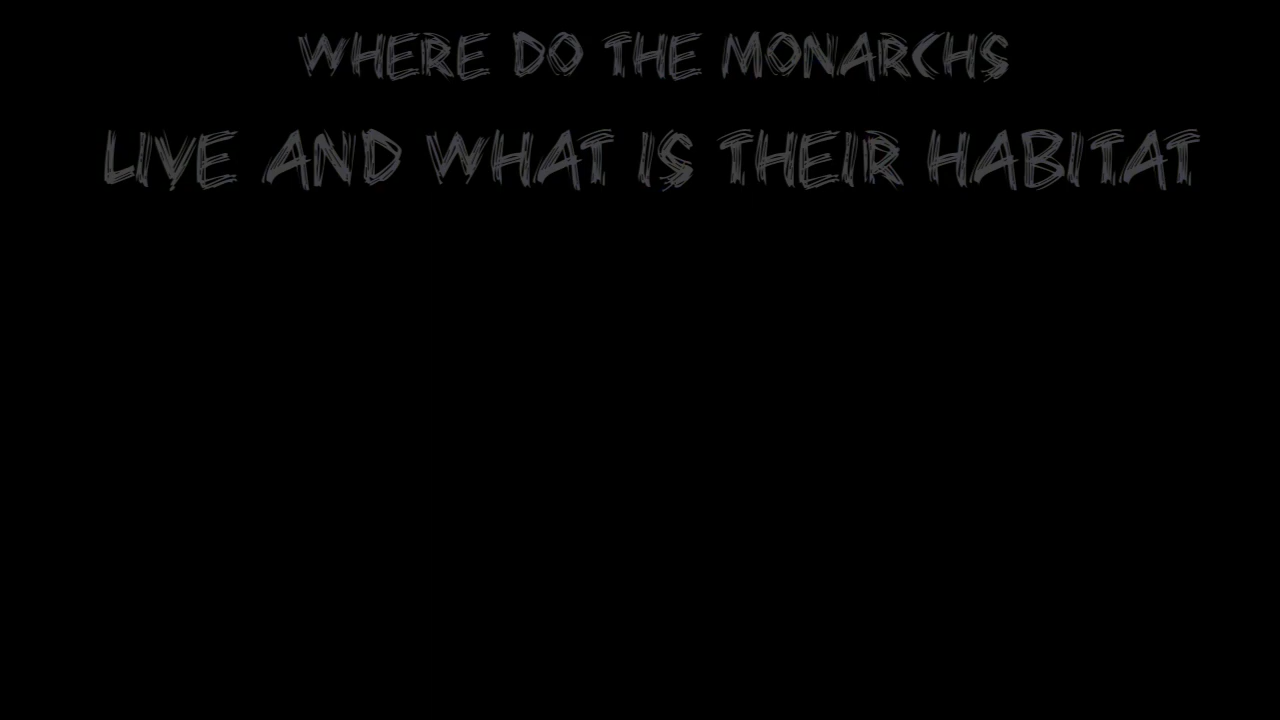 WHERE DO THE MONARCHS
LIVE AND WHAT IS THEIR HABITAT